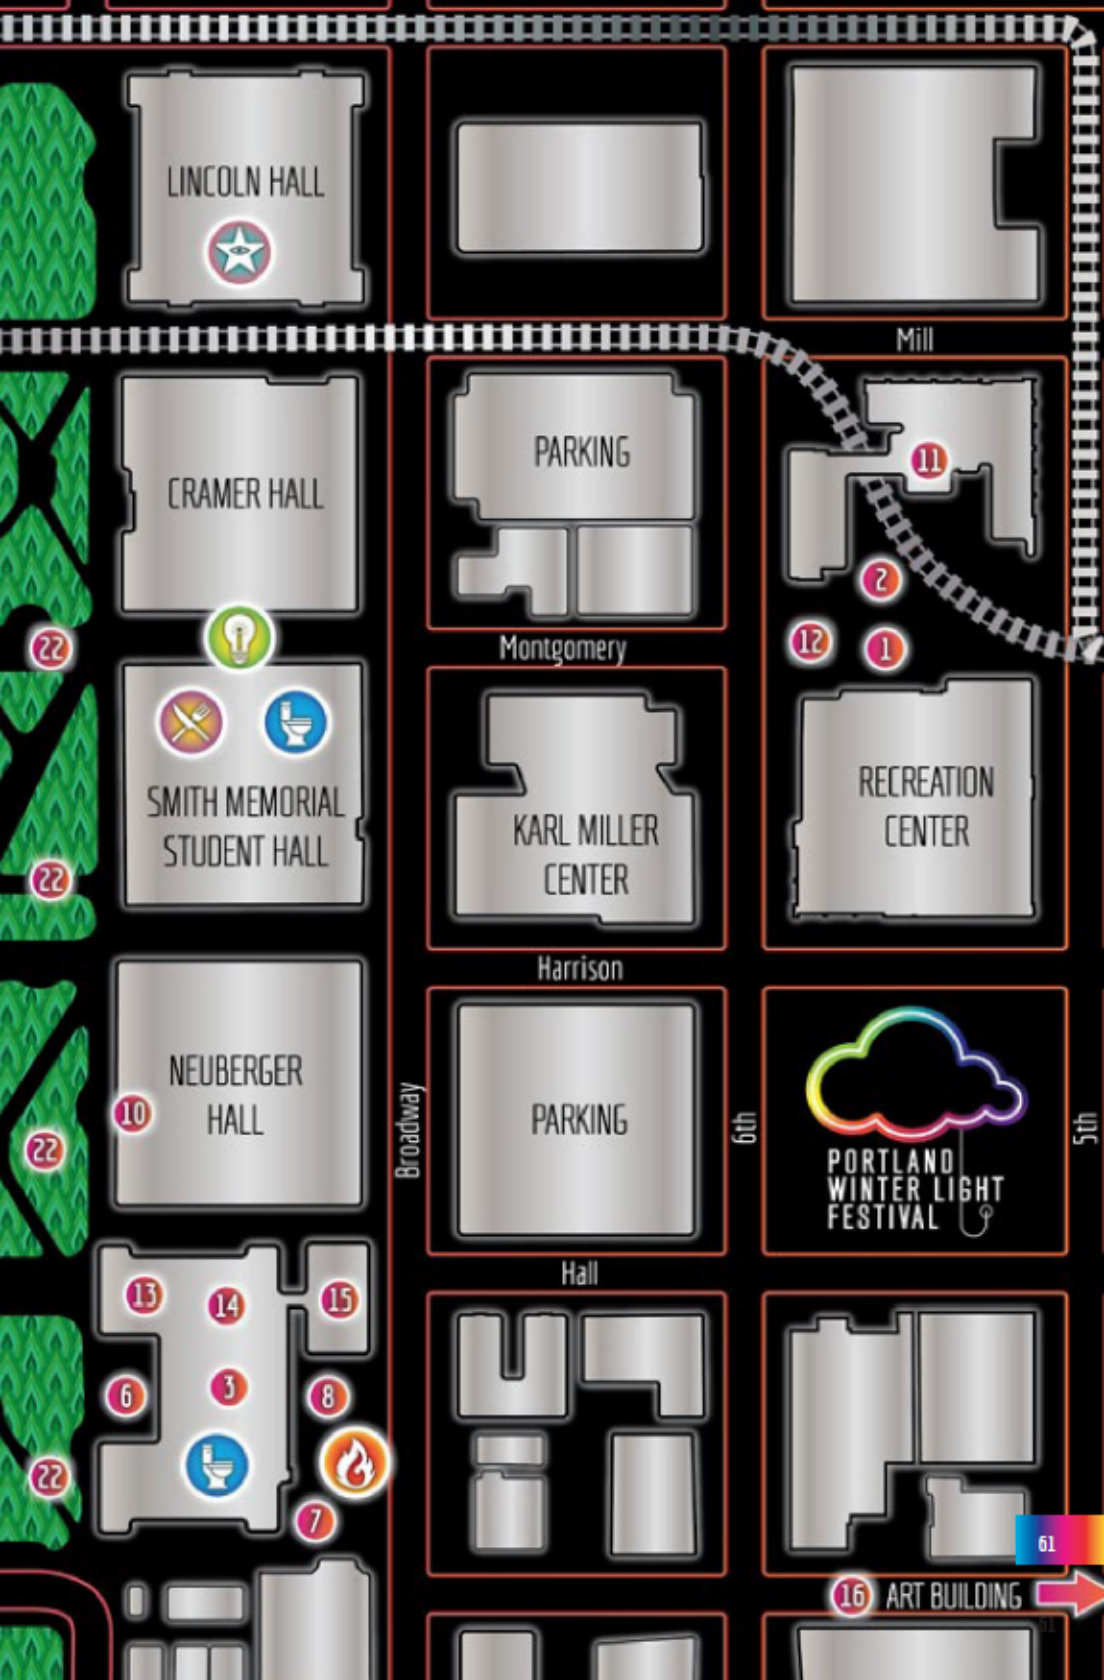 LINCOLN HALL
Mill
PARKING
CRAMER HALL
11
2
22
12
1
Montgomery
SMITH MEMORIAL
STUDENT HALL
RECREATION
CENTER
KARL MILLER
CENTER
22
Harrison
NEUBERGER
HALL
10
22
Broadway
PARKING
6th
5th
PORTLAND
WINTER LIGHT
FESTIVAL
Hall
13
14
15
6
3
8
22
7
61
16 ART BUILDING
61